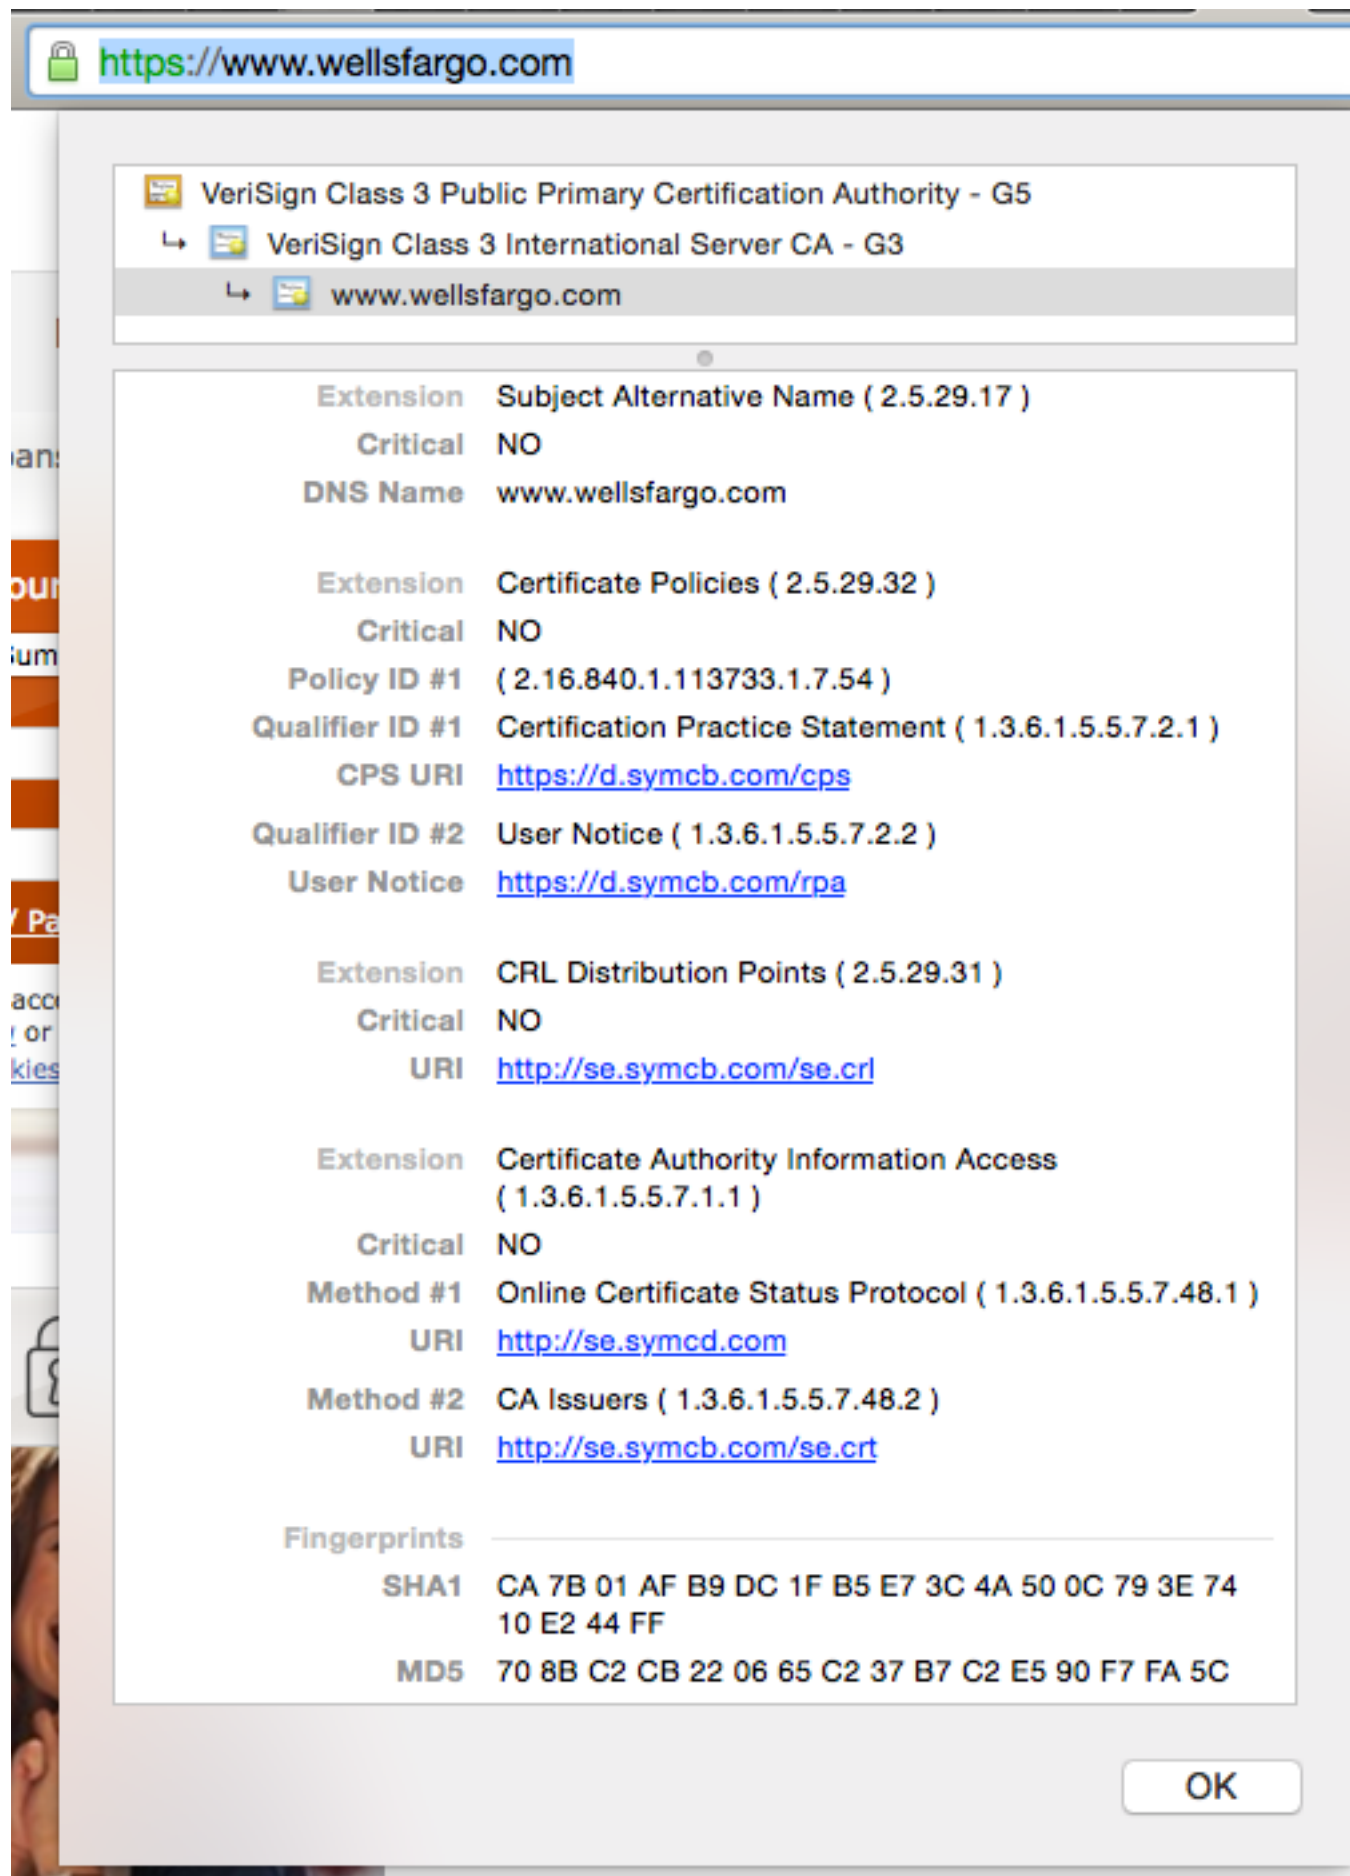 https://www.wellsfargo.com
VeriSign Class 3 Public Primary Certification Authority - G5
VeriSign Class 3 International Server CA - G3
www.wellsfargo.com
Extension Subject Alternative Name ( 2.5.29.17 )
Critical NO
DNS Name www.wellsfargo.com
Extension Certificate Policies ( 2.5.29.32 )
Critical NO
Policy ID #1 ( 2.16.840.1.113733.1.7.54 )
Qualifier ID #1 Certification Practice Statement ( 1.3.6.1.5.5.7.2.1 )
CPS URI https://d.symcb.com/cps
Qualifier ID #2 User Notice ( 1.3.6.1.5.5.7.2.2 )
User Notice https://d.symcb.com/rpa
Extension CRL Distribution Points ( 2.5.29.31 )
Critical NO
or
URI http://se.symcb.com/se.crl
Extension Certificate Authority Information Access
( 1.3.6.1.5.5.7.1.1 )
Critical NO
Method #1 Online Certificate Status Protocol ( 1.3.6.1.5.5.7.48.1 )
URI http://se.symcd.com
Method #2 CA Issuers ( 1.3.6.1.5.5.7.48.2 )
URI http://se.symcb.com/se.crt
Fingerprints
SHA1 CA 7B 01 AF B9 DC 1F B5 E7 3C 4A 50 0C 79 3E 74
10 E2 44 FF
MD5 70 8B C2 CB 22 06 65 C2 37 B7 C2 E5 90 F7 FA 5C
OK